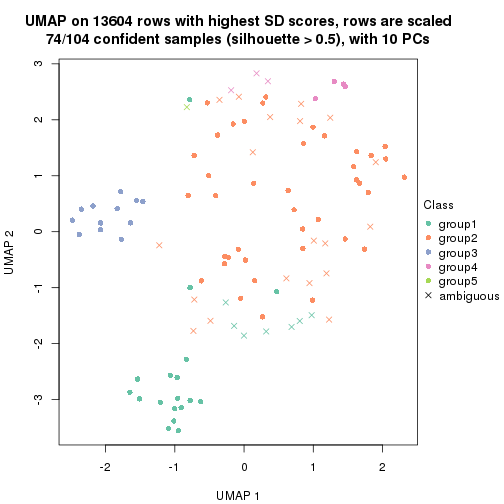 UMAP on 13604 rows with highest SD scores, rows are scaled
74/104 confident samples (silhouette > 0.5), with 10 PCs
3
2
1
0
-1
-2
-3
UMAP 2
-2
-1
0
1
2
UMAP 1
Class
group1
group2
group3
group4
group5
ambiguous